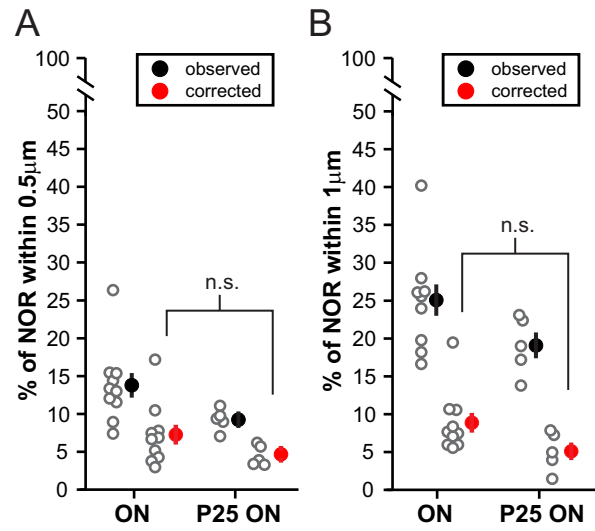 A
% of NOR within 0.5μm
100
50
45
40
35
30
25
20
15
10
5
0
observed
corrected
n.s.
ON
P25 ON
B
% of NOR within 1μm
100
50
45
40
35
30
25
20
15
10
5
0
observed
corrected
n.s.
ON
P25 ON